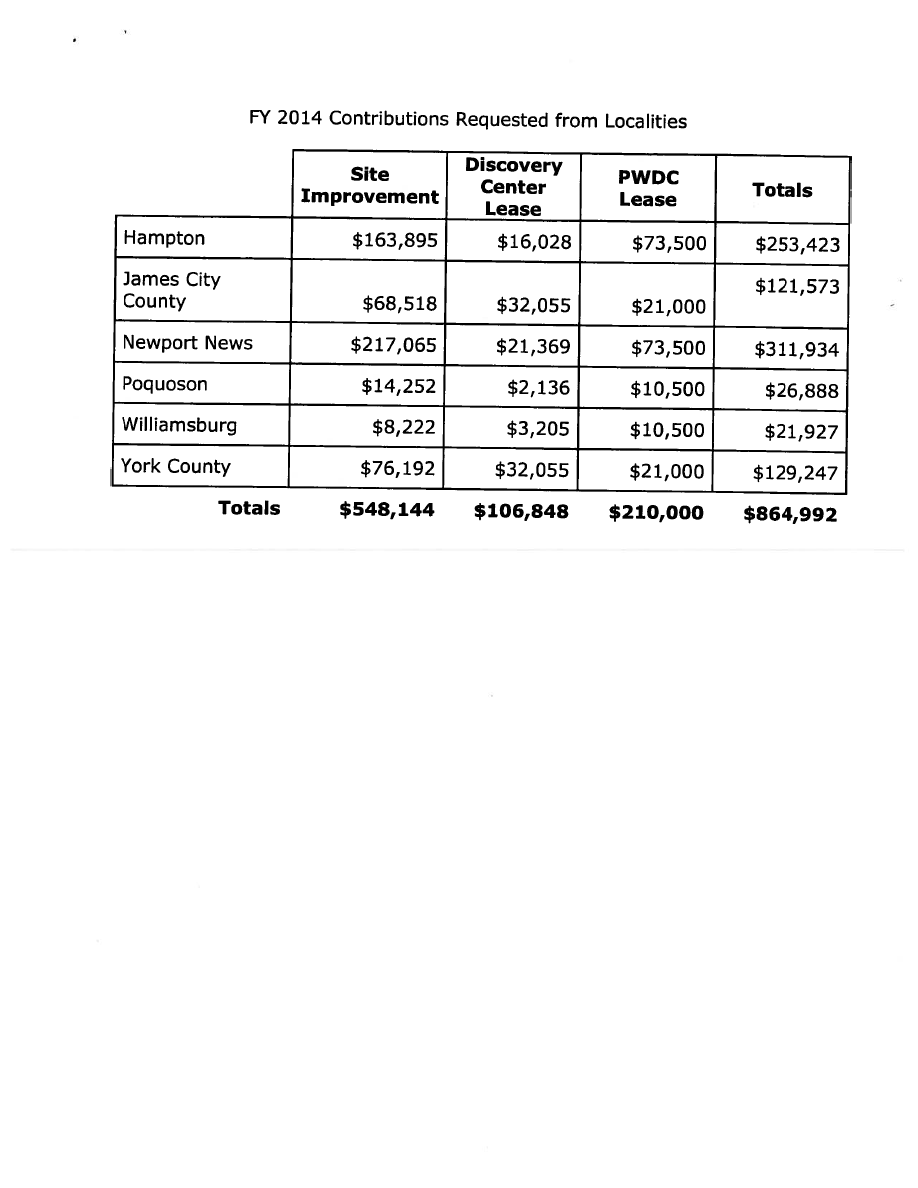 FY 2014 Contributions Requested from Localities
Site Improvement Discovery Center Lease PWDC Lease Totals
Hampton $163,895 $16,028 $73,500 $253,423
James City County $68,518 $32,055 $21,000 $121,573
Newport News $217,065 $21,369 $73,500 $311,934
Poquoson $14,252 $2,136 $10,500 $26,888
Williamsburg $8,222 $3,205 $10,500 $21,927
York County $76,192 $32,055 $21,000 $129,247
Totals $548,144 $106,848 $210,000 $864,992